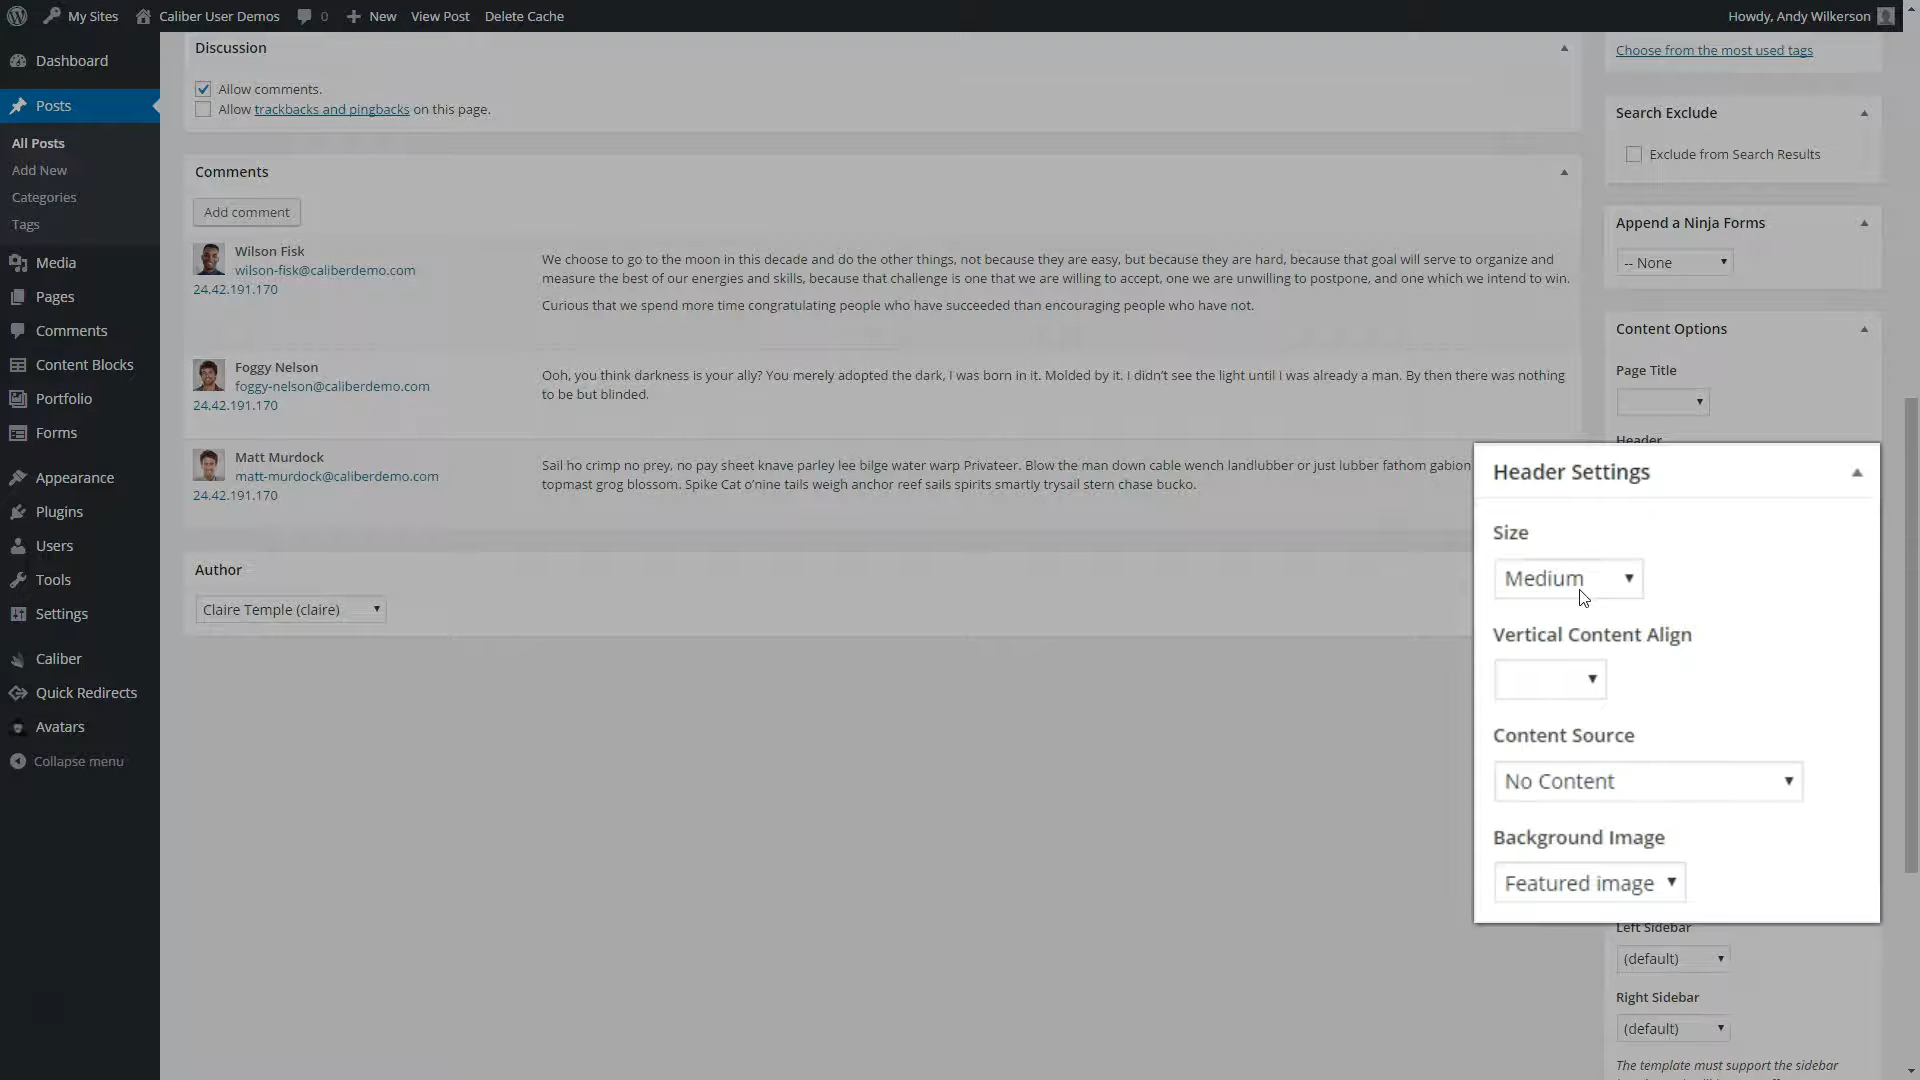 My Sites
Caliber User Demos
0
New
View Post
Delete Cache
Howdy, Andy Wilkerson
Dashboard
Posts
All Posts
Add New
Categories
Tags
Media
Pages
Comments
Content Blocks
Portfolio
Forms
Appearance
Plugins
Users
Tools
Settings
Caliber
Quick Redirects
Avatars
Collapse menu
Discussion
Allow comments.
Allow trackbacks and pingbacks on this page.
Comments
Add comment
Wilson Fisk
wilson-fisk@caliberdemo.com
24.42.191.170
We choose to go to the moon in this decade and do the other things, not because they are easy, but because they are hard, because that goal will serve to organize and
measure the best of our energies and skills, because that challenge is one that we are willing to accept, one we are unwilling to postpone, and one which we intend to win.
Curious that we spend more time congratulating people who have succeeded than encouraging people who have not.
Foggy Nelson
foggy-nelson@caliberdemo.com
24.42.191.170
Ooh, you think darkness is your ally? You merely adopted the dark, I was born in it. Molded by it. I didn't see the light until I was already a man. By then there was nothing
to be but blinded.
Matt Murdock
matt-murdock@caliberdemo.com
24.42.191.170
Sail ho crimp no prey, no pay sheet knave parley lee bilge water warp Privateer. Blow the man down cable wench landlubber or just lubber fathom gabion
topmast grog blossom. Spike Cat o'nine tails weigh anchor reef sails spirits smartly trysail stern chase bucko.
Author
Claire Temple (claire)
Choose from the most used tags
Search Exclude
Exclude from Search Results
Append a Ninja Forms
-- None
Content Options
Page Title
Header
Header Settings
Size
Medium
Vertical Content Align
Content Source
No Content
Background Image
Featured image
Left Sidebar
(default)
Right Sidebar
(default)
The template must support the sidebar